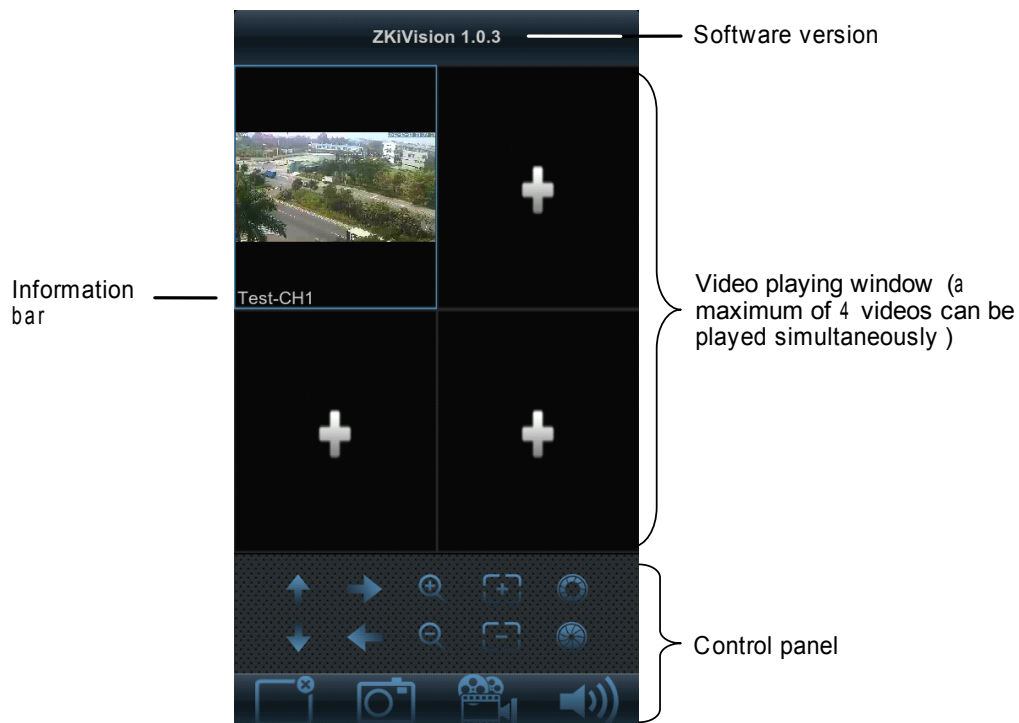 ZKiVision 1.0.3
Software version
Test-CH1
Information
bar
Video playing window (a
maximum of 4 videos can be
played simultaneously )
Control panel